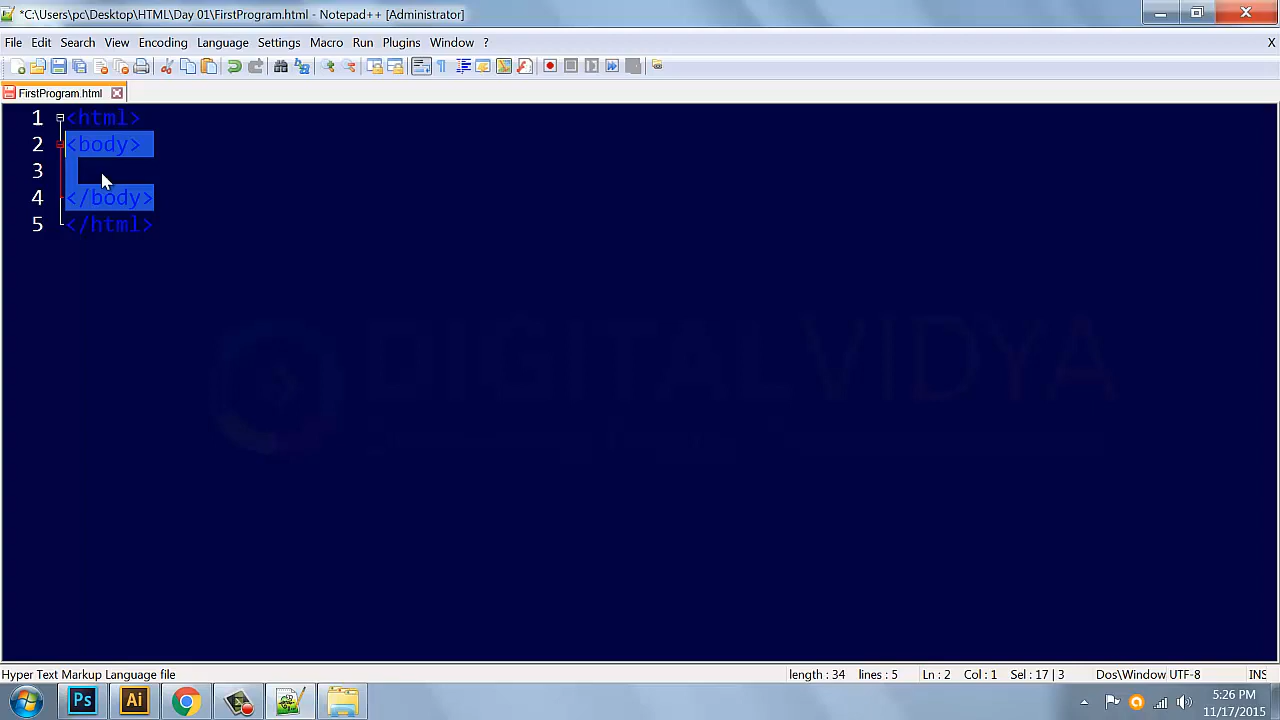 *C:\Users\pc\Desktop\HTML\Day 01\FirstProgram.html - Notepad++ [Administrator]
File Edit Search View Encoding Language Settings Macro Run Plugins Window ? X
FirstProgram.html
1 <html>
2 <body>
3
4 </body>
5 </html>
DIGITALVIDYA
Hyper Text Markup Language file length : 34 lines : 5 Ln : 2 Col : 1 Sel : 17 | 3 Dos\Window UTF-8 INS
Ps Ai 5:26 PM
11/17/2015